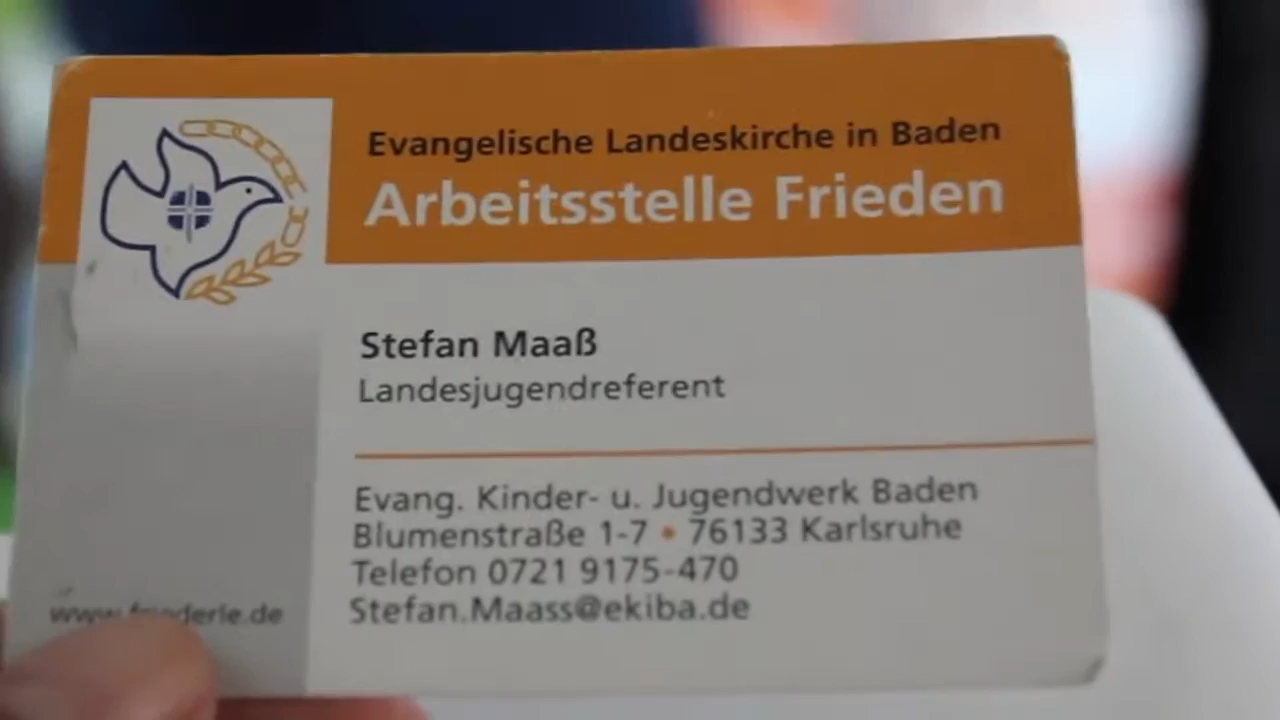 Evangelische Landeskirche in Baden
Arbeitsstelle Frieden
Stefan Maaß
Landesjugendreferent
Evang. Kinder- u. Jugendwerk Baden
Blumenstraße 1-7 • 76133 Karlsruhe
Telefon 0721 9175-470
Stefan.Maass@ekiba.de